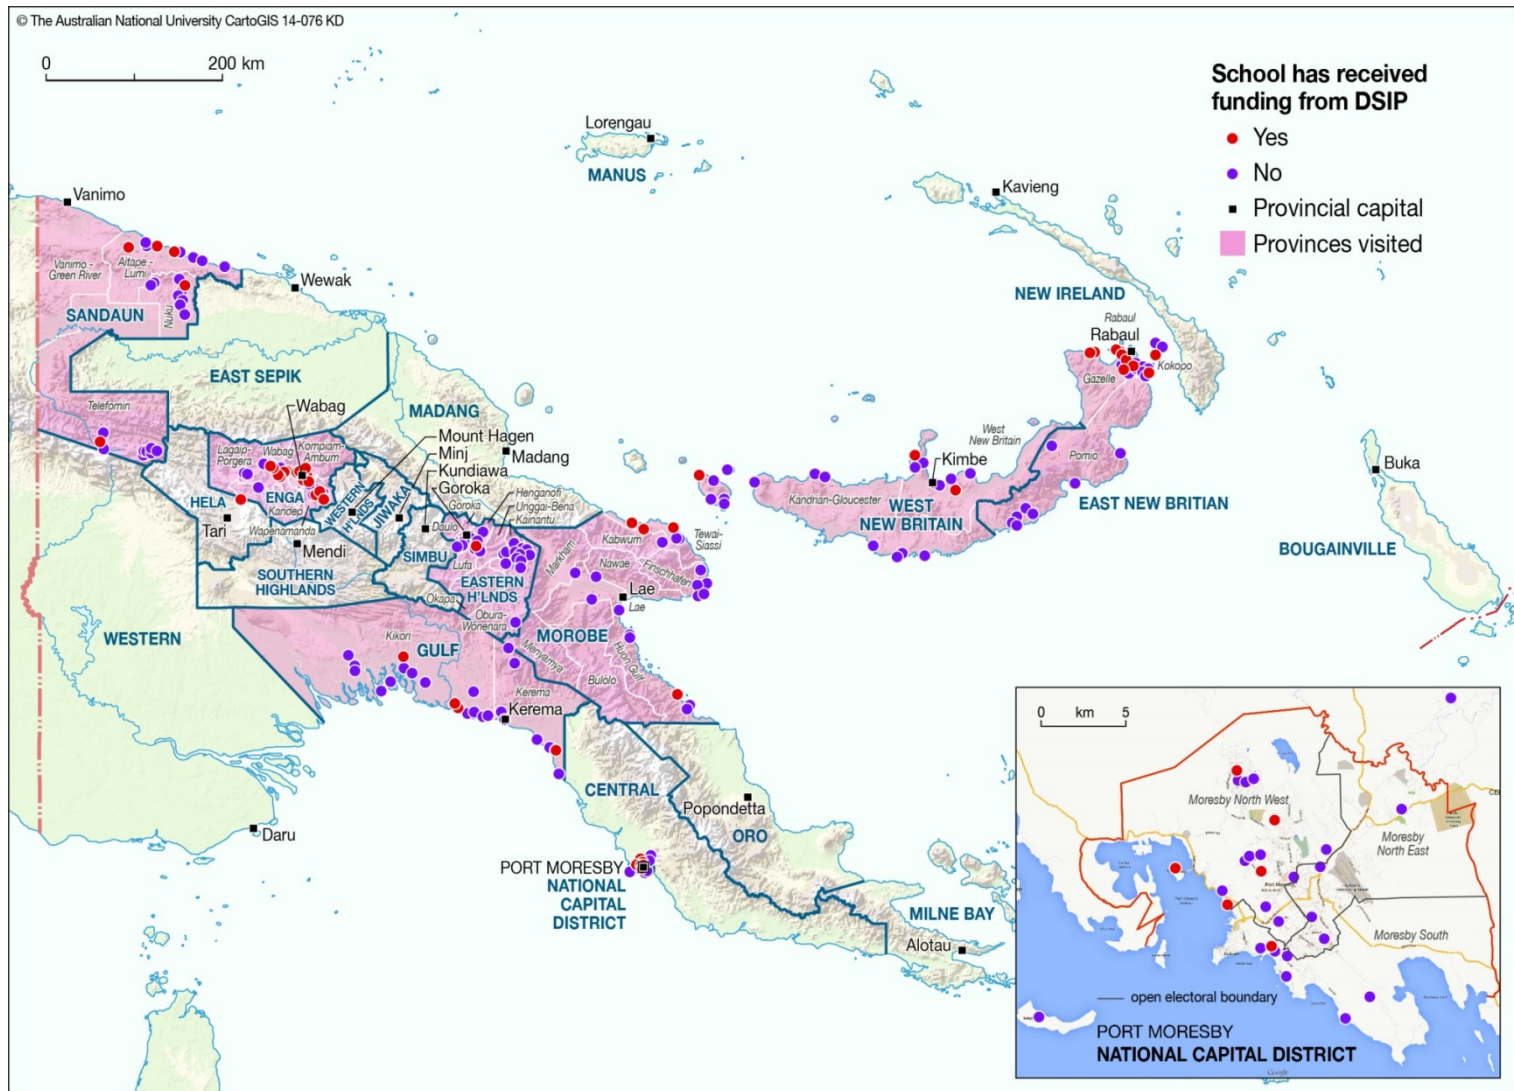 © The Australian National University CartoGIS 14-076 KD
0 200 km
School has received
funding from DSIP
Yes
No
Provincial capital
Provinces visited
Lorengau
MANUS
Kavieng
Vanimo
Vanimo -
Green River
Aitape -
Lumi
Wewak
SANDAUN
Nuku
NEW IRELAND
Rabaul
Rabaul
Kokopo
Gazelle
EAST SEPIK
Telefomin
Wabag
MADANG
Mount Hagen
Minj
Kundiawa
Goroka
Madang
Lagaip-
Porgera
Wabag
Kompiam-
Ambum
HELA
ENGA
Kandep
Wapenamanda
Tari
Mendi
WESTERN
H'LNDS
JIWAKA
SIMBU
Daulo
Goroka
Henganofi
Unggai-Bena
Kainantu
Lufa
EASTERN
H'LNDS
Okapa
Obura-
Wonenara
SOUTHERN
HIGHLANDS
West
New Britain
Kimbe
Pomio
Kandrian-Gloucester
WEST
NEW BRITAIN
EAST NEW BRITIAN
Buka
BOUGAINVILLE
Kabwum
Tewai-
Siassi
Markham
Nawae
Finschhafen
Lae
Lae
MOROBE
Huon Gulf
Menyamya
Bulolo
WESTERN
Kikori
GULF
Kerema
Kerema
CENTRAL
Popondetta
ORO
Daru
PORT MORESBY
NATIONAL
CAPITAL
DISTRICT
MILNE BAY
Alotau
0 km 5
Moresby North West
Moresby
North East
Moresby South
open electoral boundary
PORT MORESBY
NATIONAL CAPITAL DISTRICT
Google